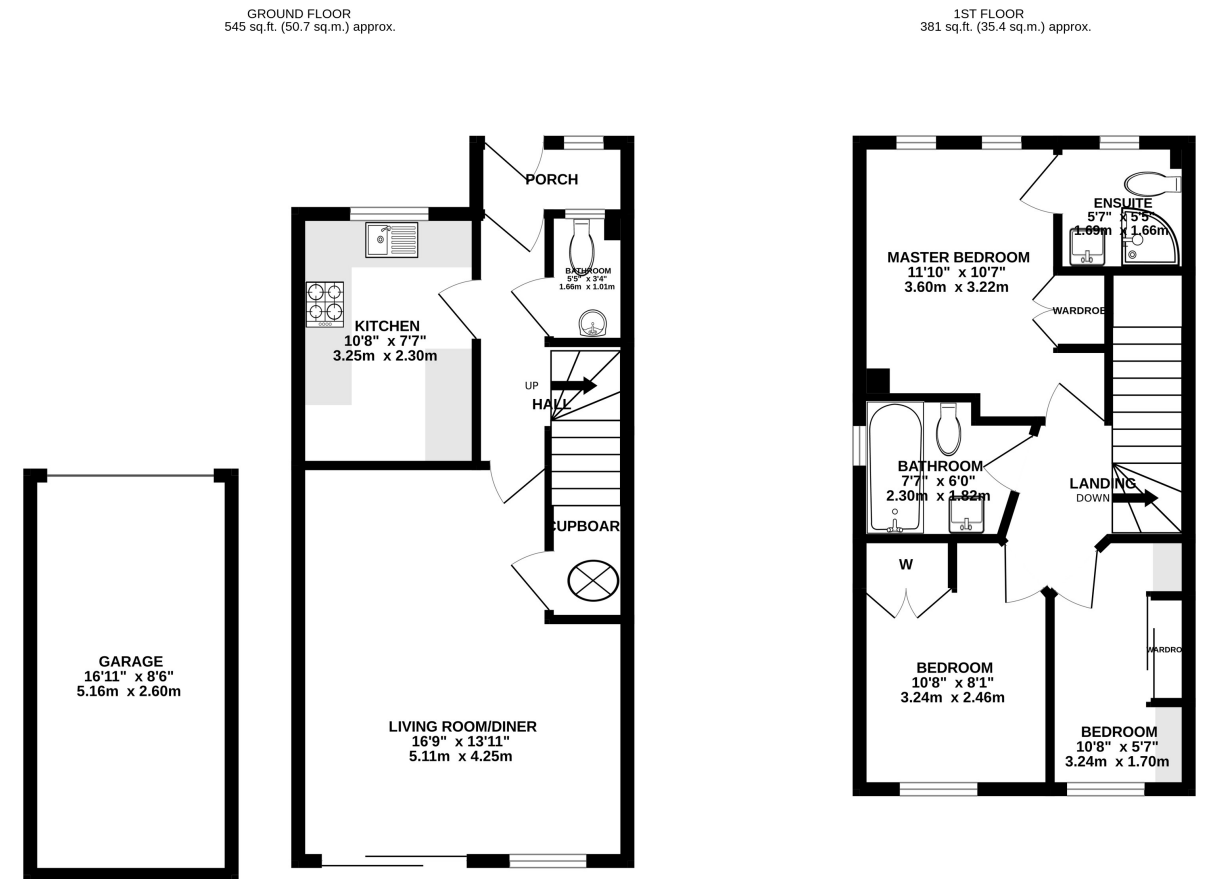 GROUND FLOOR
545 sq.ft. (50.7 sq.m.) approx.
1ST FLOOR
381 sq.ft. (35.4 sq.m.) approx.
PORCH
BATHROOM
5'5" x 3'4"
1.66m x 1.01m
KITCHEN
10'8" x 7'7"
3.25m x 2.30m
UP
HALL
CUPBOAR
GARAGE
16'11" x 8'6"
5.16m x 2.60m
LIVING ROOM/DINER
16'9" x 13'11"
5.11m x 4.25m
ENSUITE
5'7" x 5'5"
1.69m x 1.66m
MASTER BEDROOM
11'10" x 10'7"
3.60m x 3.22m
WARDROBE
BATHROOM
7'7" x 6'0"
2.30m x 1.82m
LANDING
DOWN
W
WARDRO
BEDROOM
10'8" x 8'1"
3.24m x 2.46m
BEDROOM
10'8" x 5'7"
3.24m x 1.70m